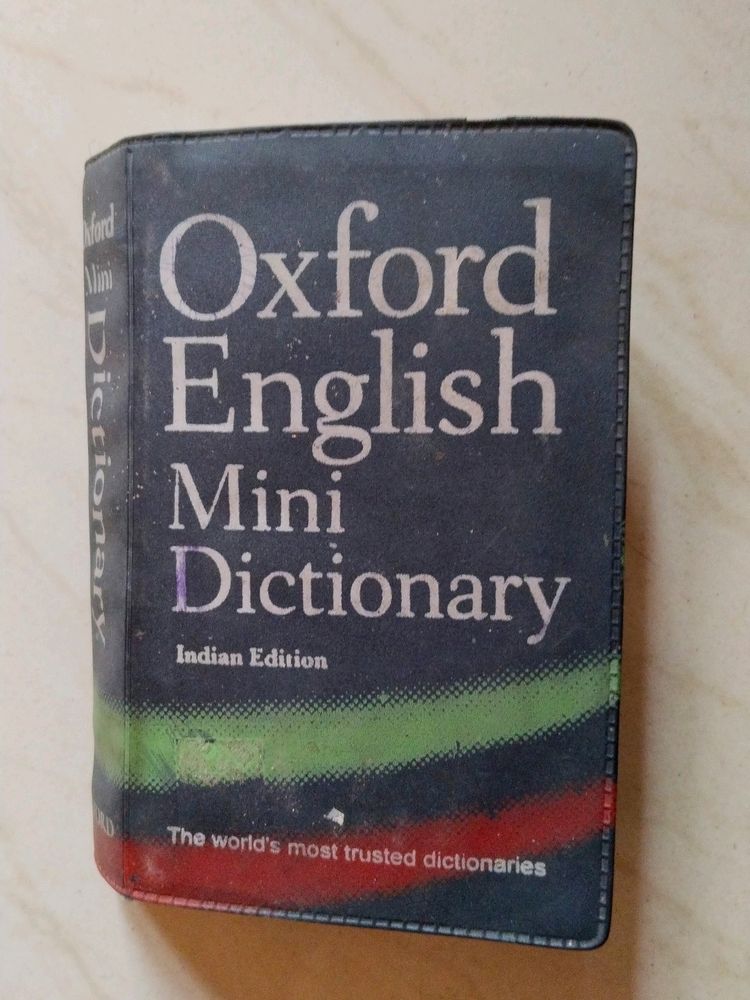 Oxford
English
Mini
Dictionary
Indian Edition
The world's most trusted dictionaries
Oxford
Mini
Dictionary